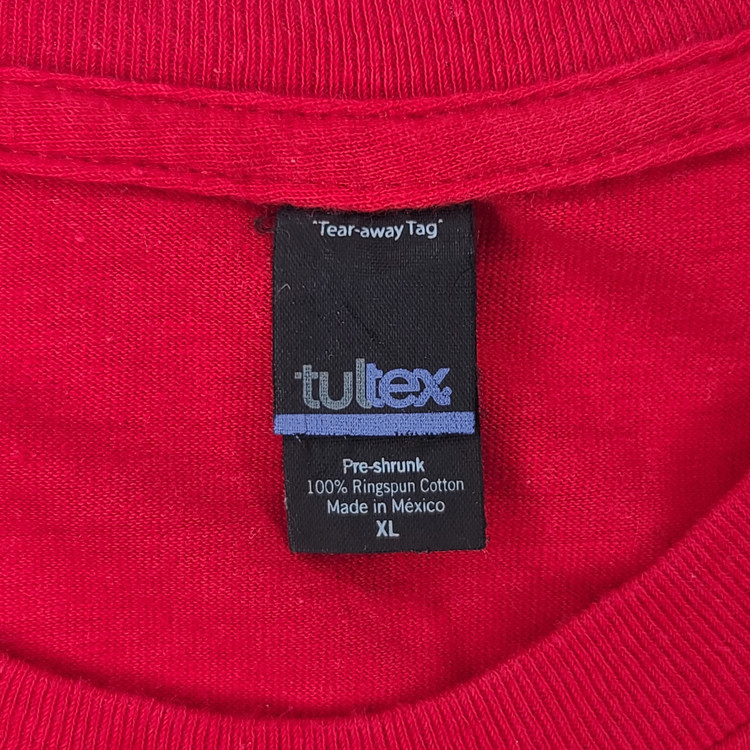 "Tear-away Tag"
tultex
Pre-shrunk
100% Ringspun Cotton
Made in México
XL